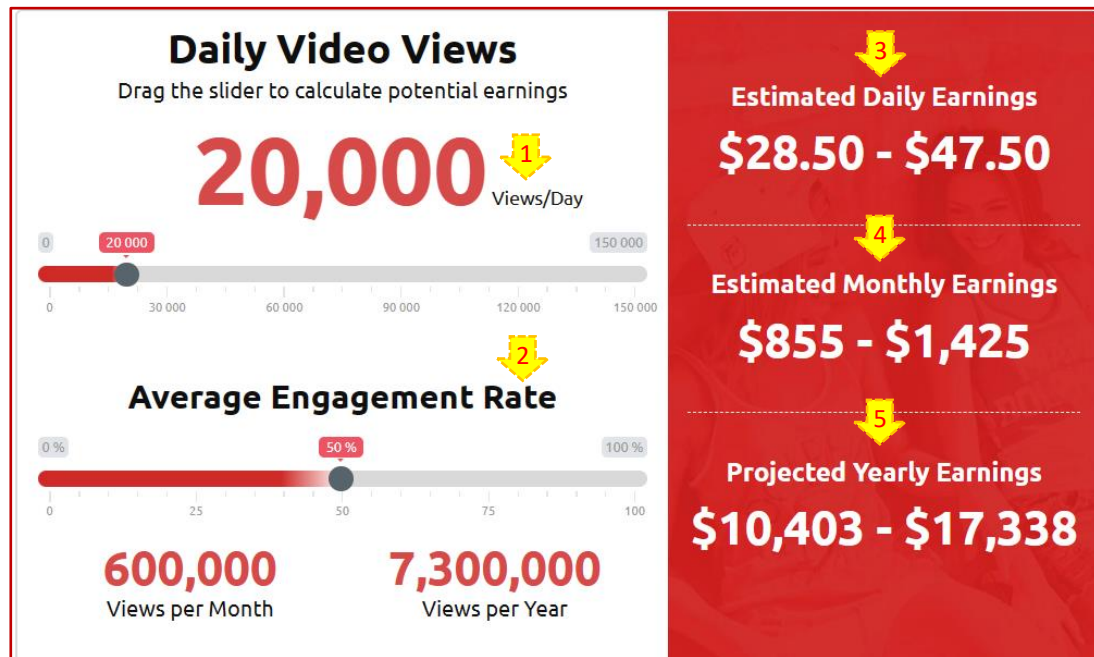 Daily Video Views
Drag the slider to calculate potential earnings
20,000
1
Views/Day
0
20 000
150 000
0 30 000 60 000 90 000 120 000 150 000
2
Average Engagement Rate
0 %
50 %
100 %
0 25 50 75 100
600,000
Views per Month
7,300,000
Views per Year
3
Estimated Daily Earnings
$28.50 - $47.50
4
Estimated Monthly Earnings
$855 - $1,425
5
Projected Yearly Earnings
$10,403 - $17,338